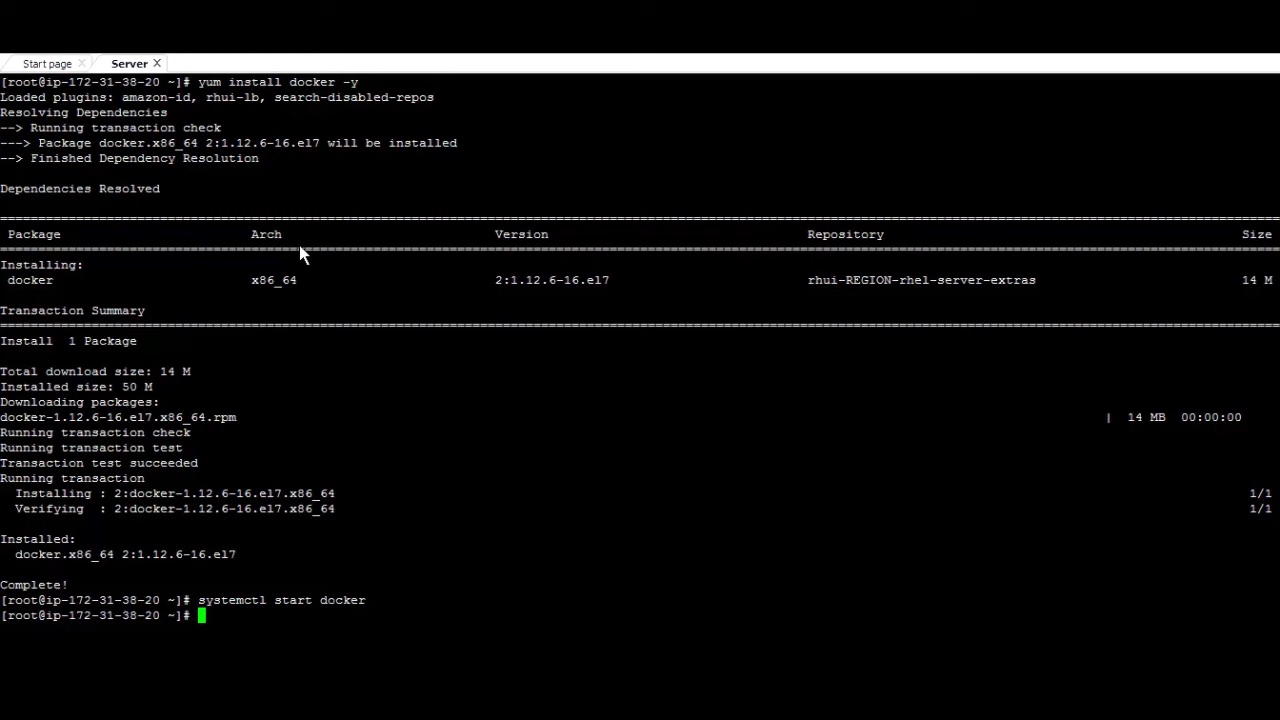 Start page
Server
[root@ip-172-31-38-20 ~]# yum install docker -y
Loaded plugins: amazon-id, rhui-lb, search-disabled-repos
Resolving Dependencies
--> Running transaction check
---> Package docker.x86_64 2:1.12.6-16.el7 will be installed
--> Finished Dependency Resolution
Dependencies Resolved
Package Arch Version Repository Size
Installing:
docker x86_64 2:1.12.6-16.el7 rhui-REGION-rhel-server-extras 14 M
Transaction Summary
Install 1 Package
Total download size: 14 M
Installed size: 50 M
Downloading packages:
docker-1.12.6-16.el7.x86_64.rpm | 14 MB 00:00:00
Running transaction check
Running transaction test
Transaction test succeeded
Running transaction
Installing : 2:docker-1.12.6-16.el7.x86_64 1/1
Verifying : 2:docker-1.12.6-16.el7.x86_64 1/1
Installed:
docker.x86_64 2:1.12.6-16.el7
Complete!
[root@ip-172-31-38-20 ~]# systemctl start docker
[root@ip-172-31-38-20 ~]#